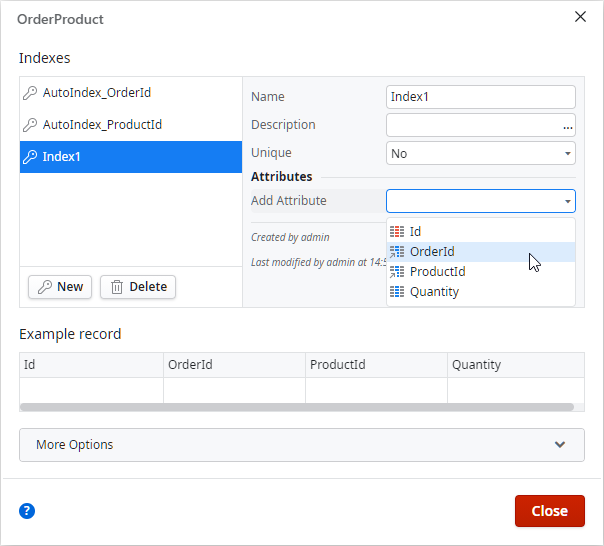 OrderProduct
Indexes
AutoIndex_OrderId
AutoIndex_ProductId
Index1
New
Delete
Name
Index1
Description
...
Unique
No
Attributes
Add Attribute
Id
OrderId
ProductId
Quantity
Created by admin
Last modified by admin at 14:5
Example record
Id OrderId ProductId Quantity
More Options
?
Close